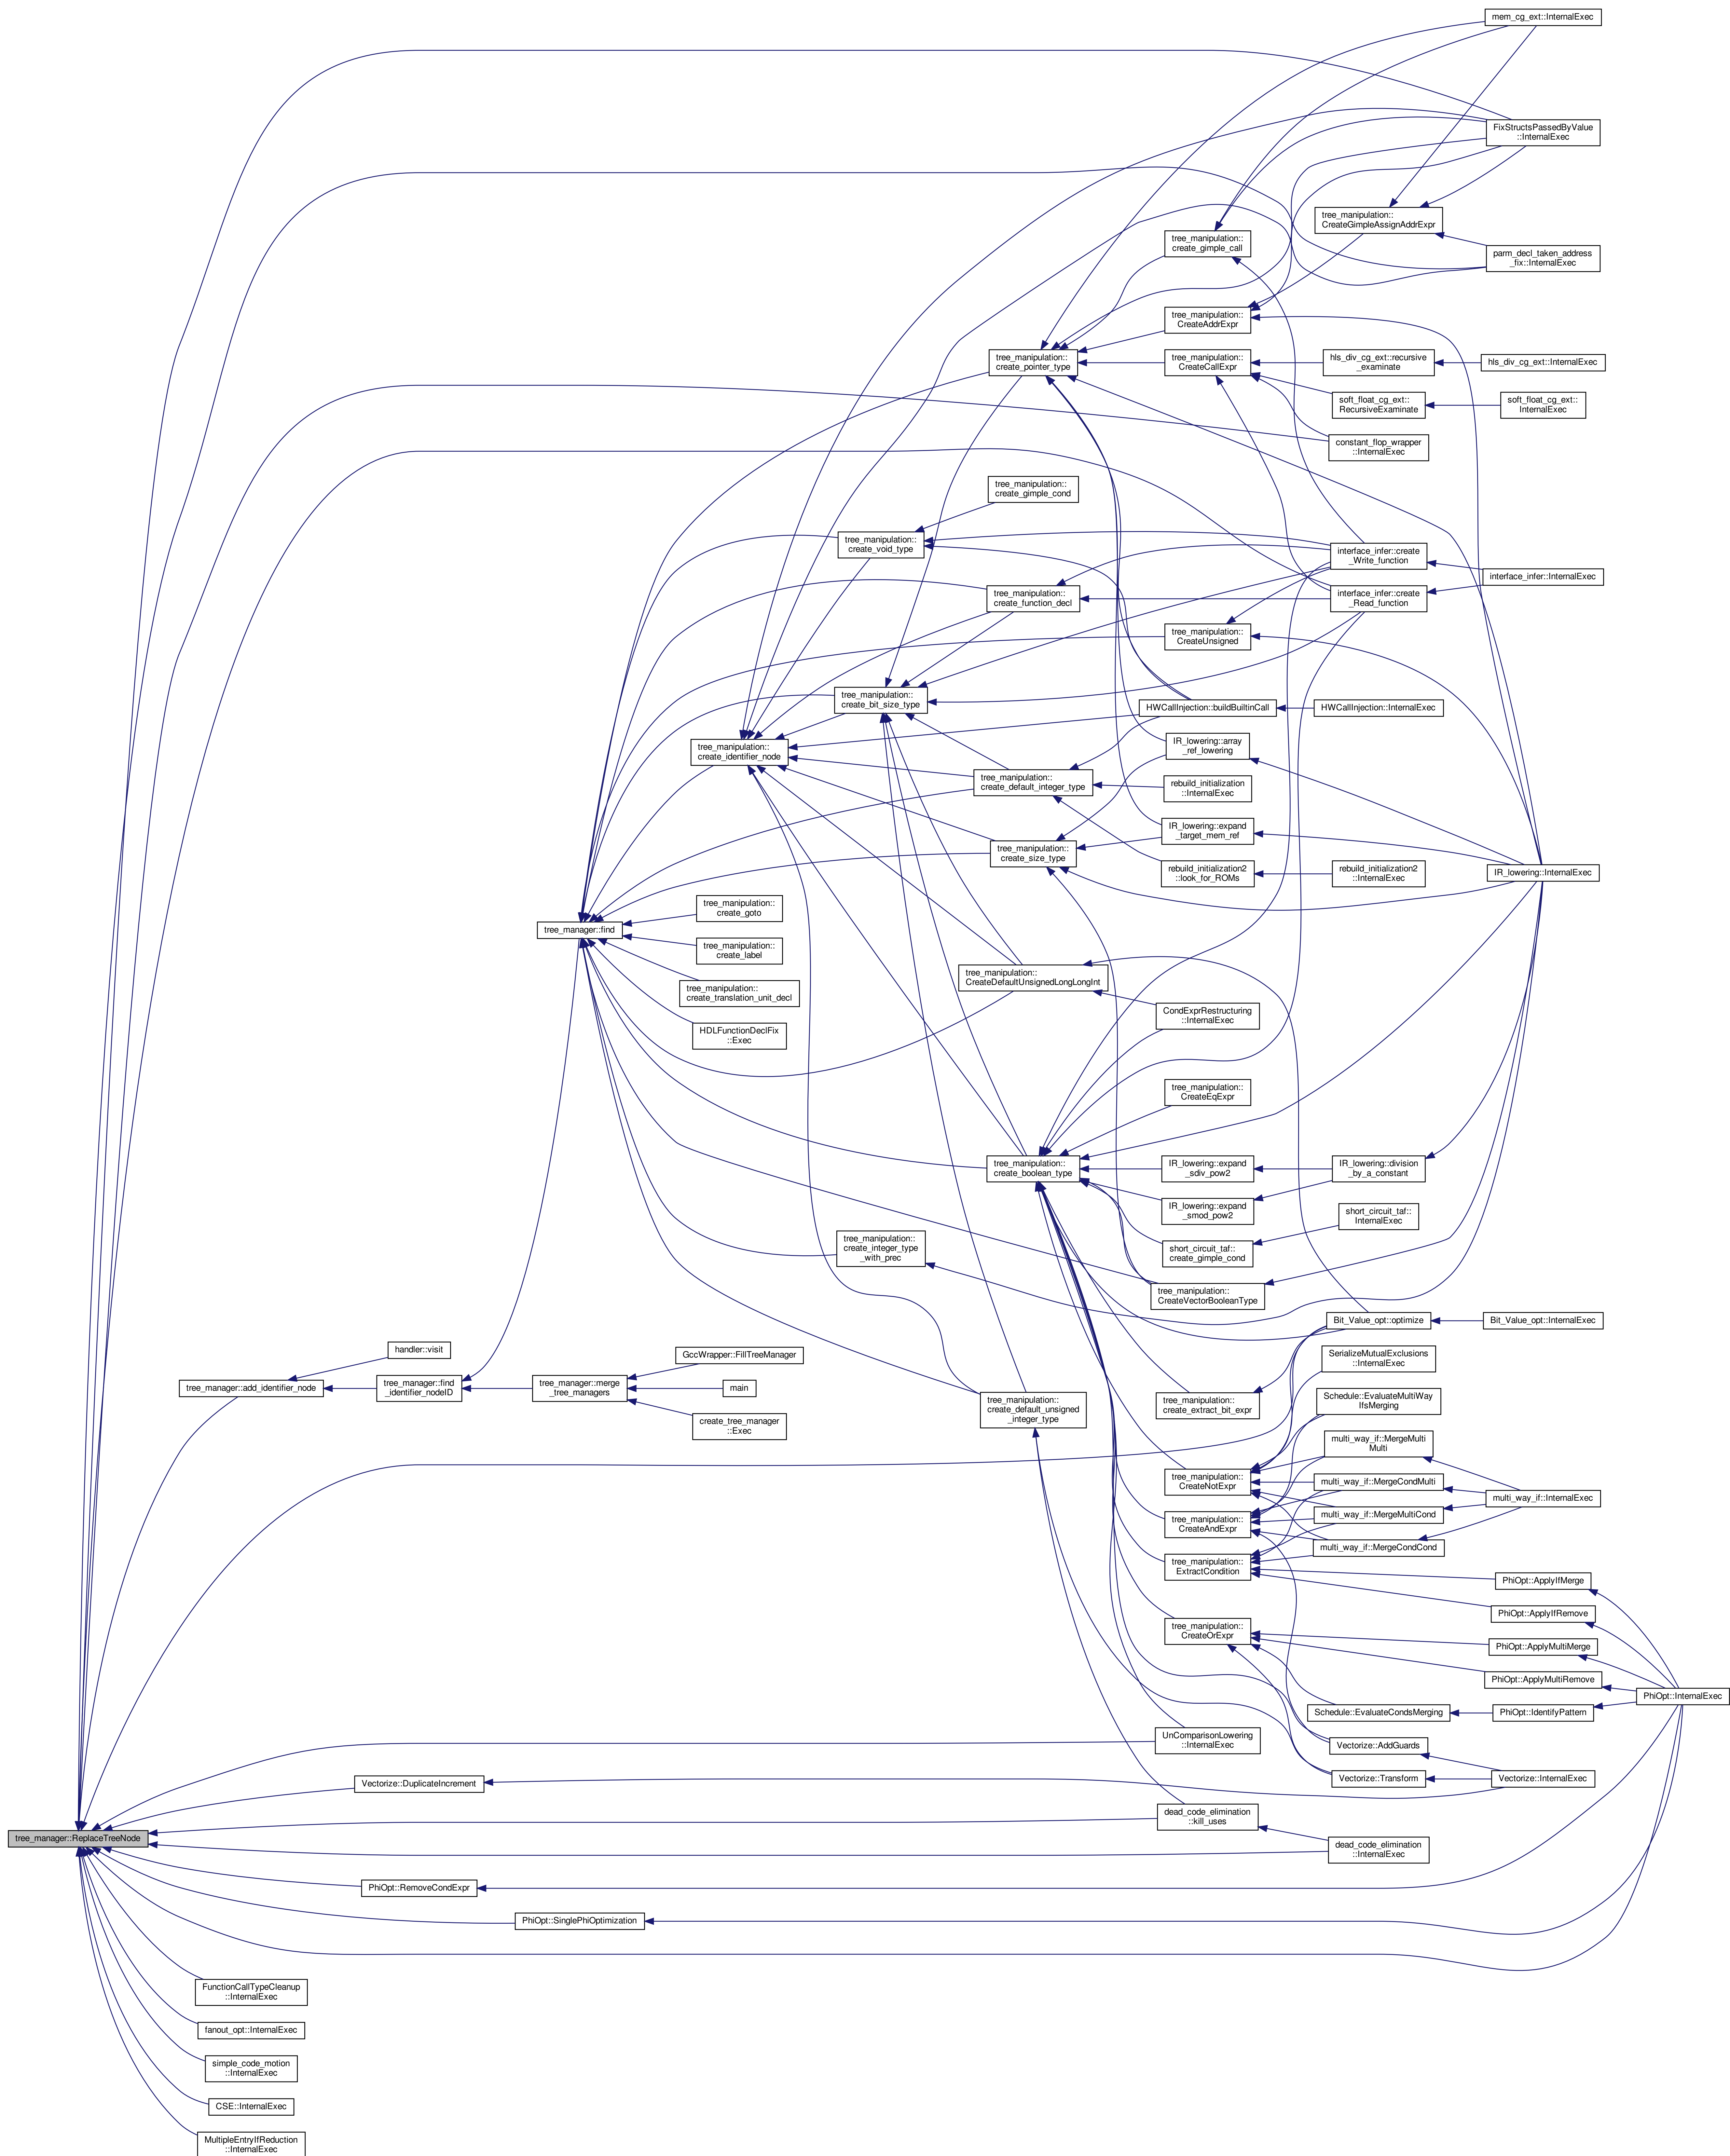 mem_cg_ext::InternalExec
FixStructsPassedByValue
::InternalExec
tree_manipulation::
CreateGimpleAssignAddrExpr
tree_manipulation::
create_gimple_call
parm_decl_taken_address
_fix::InternalExec
tree_manipulation::
CreateAddrExpr
tree_manipulation::
create_pointer_type
tree_manipulation::
CreateCallExpr
hls_div_cg_ext::recursive
_examinate
hls_div_cg_ext::InternalExec
soft_float_cg_ext::
RecursiveExaminate
soft_float_cg_ext::
InternalExec
constant_flop_wrapper
::InternalExec
tree_manipulation::
create_gimple_cond
tree_manipulation::
create_void_type
interface_infer::create
_Write_function
interface_infer::InternalExec
tree_manipulation::
create_function_decl
interface_infer::create
_Read_function
tree_manipulation::
CreateUnsigned
tree_manipulation::
create_bit_size_type
HWCallInjection::buildBuiltinCall
HWCallInjection::InternalExec
tree_manipulation::
create_identifier_node
IR_lowering::array
_ref_lowering
tree_manipulation::
create_default_integer_type
rebuild_initialization
::InternalExec
IR_lowering::expand
_target_mem_ref
tree_manipulation::
create_size_type
rebuild_initialization2
::look_for_ROMs
rebuild_initialization2
::InternalExec
IR_lowering::InternalExec
tree_manipulation::
create_goto
tree_manager::find
tree_manipulation::
create_label
tree_manipulation::
create_translation_unit_decl
tree_manipulation::
CreateDefaultUnsignedLongLongInt
HDLFunctionDeclFix
::Exec
CondExprRestructuring
::InternalExec
tree_manipulation::
CreateEqExpr
tree_manipulation::
create_boolean_type
IR_lowering::expand
_sdiv_pow2
IR_lowering::division
_by_a_constant
IR_lowering::expand
_smod_pow2
short_circuit_taf::
InternalExec
tree_manipulation::
create_integer_type
_with_prec
short_circuit_taf::
create_gimple_cond
tree_manipulation::
CreateVectorBooleanType
Bit_Value_opt::optimize
Bit_Value_opt::InternalExec
handler::visit
GccWrapper::FillTreeManager
SerializeMutualExclusions
::InternalExec
tree_manager::add_identifier_node
tree_manager::find
_identifier_nodeID
tree_manager::merge
_tree_managers
main
create_tree_manager
::Exec
tree_manipulation::
create_default_unsigned
_integer_type
tree_manipulation::
create_extract_bit_expr
Schedule::EvaluateMultiWay
IfsMerging
multi_way_if::MergeMulti
Multi
tree_manipulation::
CreateNotExpr
multi_way_if::MergeCondMulti
multi_way_if::InternalExec
multi_way_if::MergeMultiCond
tree_manipulation::
CreateAndExpr
multi_way_if::MergeCondCond
tree_manipulation::
ExtractCondition
PhiOpt::ApplyIfMerge
PhiOpt::ApplyIfRemove
tree_manipulation::
CreateOrExpr
PhiOpt::ApplyMultiMerge
PhiOpt::ApplyMultiRemove
PhiOpt::InternalExec
Schedule::EvaluateCondsMerging
PhiOpt::IdentifyPattern
UnComparisonLowering
::InternalExec
Vectorize::AddGuards
Vectorize::DuplicateIncrement
Vectorize::Transform
Vectorize::InternalExec
dead_code_elimination
::kill_uses
tree_manager::ReplaceTreeNode
dead_code_elimination
::InternalExec
PhiOpt::RemoveCondExpr
PhiOpt::SinglePhiOptimization
FunctionCallTypeCleanup
::InternalExec
fanout_opt::InternalExec
simple_code_motion
::InternalExec
CSE::InternalExec
MultipleEntryIfReduction
::InternalExec